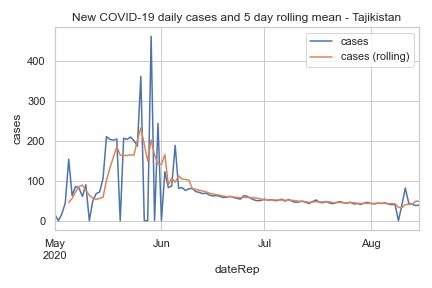 New COVID-19 daily cases and 5 day rolling mean - Tajikistan
cases
cases (rolling)
cases
400
300
200
100
0
May Jun Jul Aug
2020
dateRep